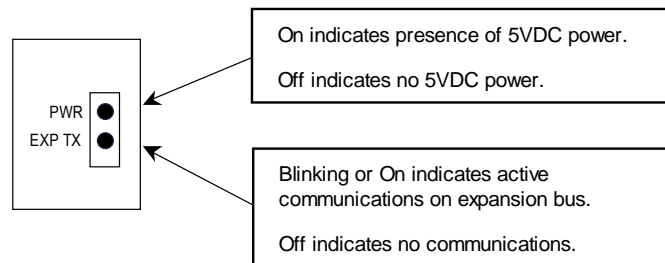 On indicates presence of 5VDC power.
Off indicates no 5VDC power.
PWR
EXP TX
Blinking or On indicates active
communications on expansion bus.
Off indicates no communications.